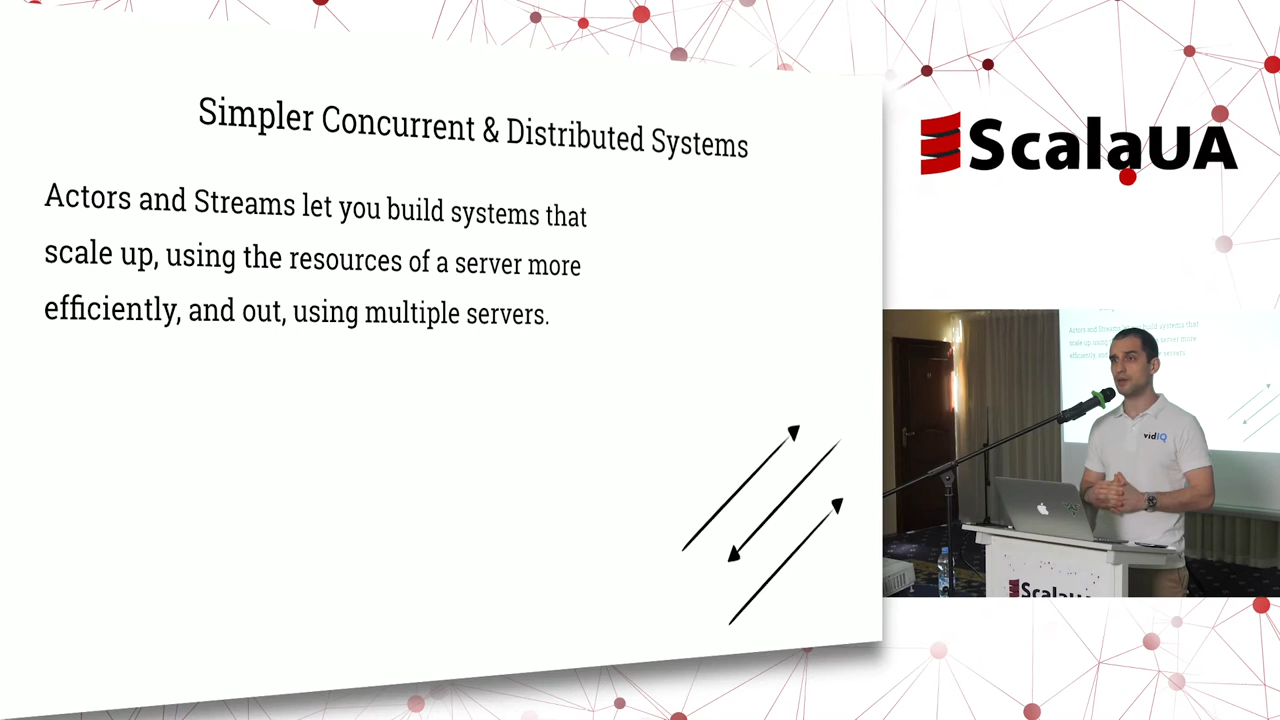 Simpler Concurrent & Distributed Systems
Actors and Streams let you build systems that
scale up, using the resources of a server more
efficiently, and out, using multiple servers.
ScalaUA
vidIQ